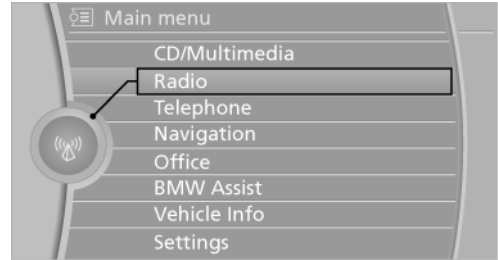 Main menu
CD/Multimedia
Radio
Telephone
Navigation
Office
BMW Assist
Vehicle Info
Settings